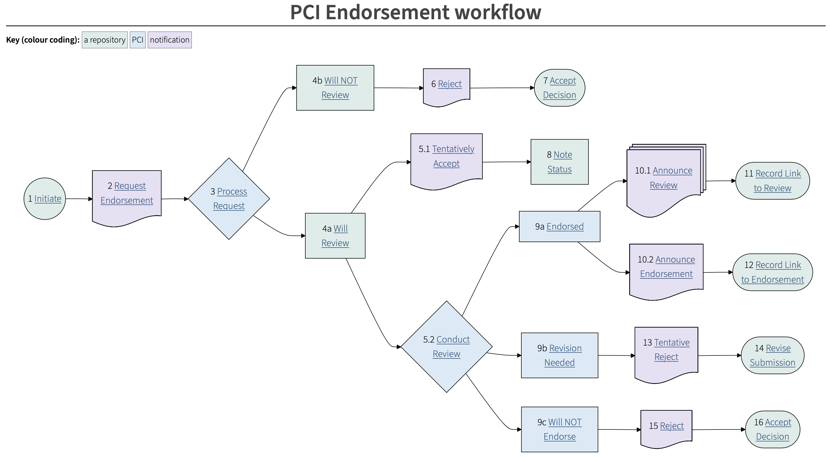 PCI Endorsement workflow
Key (colour coding): a repository PCI notification
4b Will NOT
Review
6 Reject
7 Accept
Decision
5.1 Tentatively
Accept
8 Note
Status
10.1 Announce
Review
11 Record Link
to Review
1 Initiate
2 Request
Endorsement
3 Process
Request
4a Will
Review
9a Endorsed
10.2 Announce
Endorsement
12 Record Link
to Endorsement
5.2 Conduct
Review
9b Revision
Needed
13 Tentative
Reject
14 Revise
Submission
9c Will NOT
Endorse
15 Reject
16 Accept
Decision